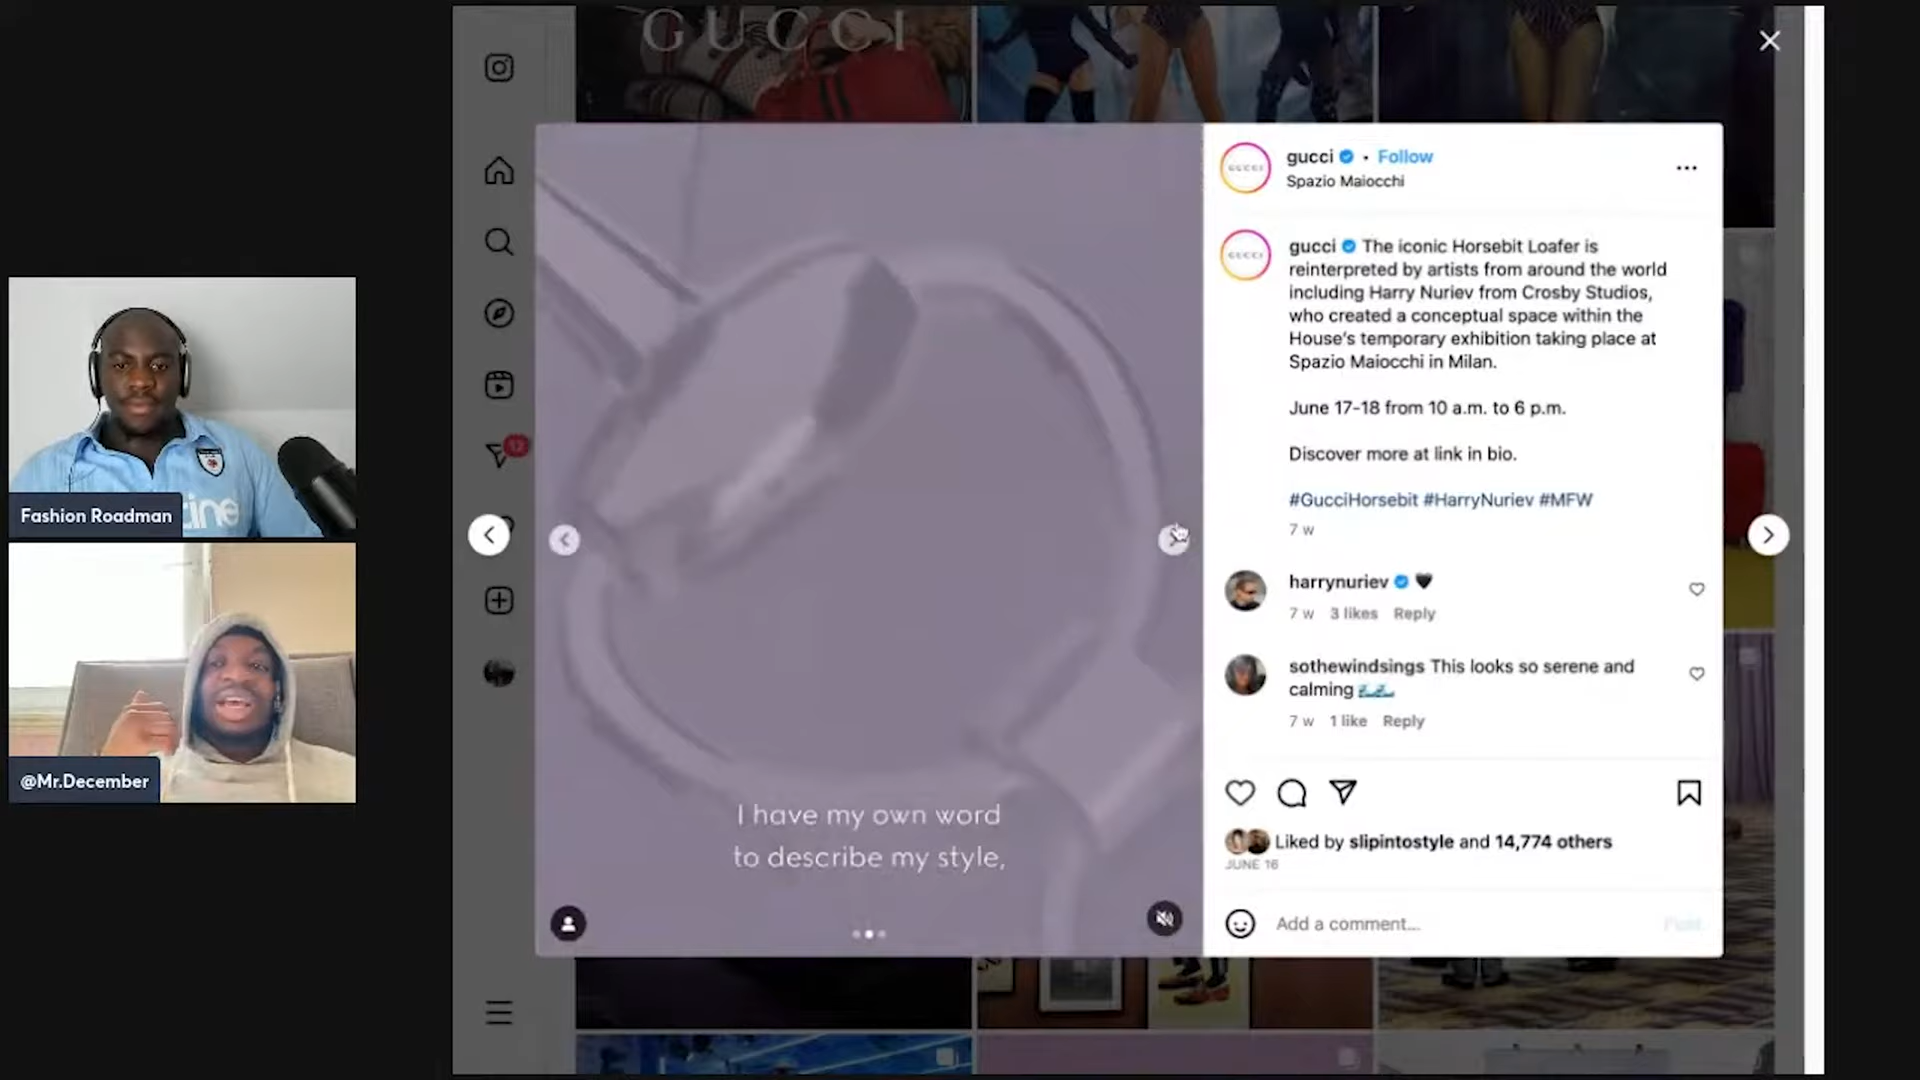 GUCCI
gucci • Follow
Spazio Maiocchi
gucci The iconic Horsebit Loafer is
reinterpreted by artists from around the world
including Harry Nuriev from Crosby Studios,
who created a conceptual space within the
House's temporary exhibition taking place at
Spazio Maiocchi in Milan.
June 17-18 from 10 a.m. to 6 p.m.
Discover more at link in bio.
#GucciHorsebit #HarryNuriev #MFW
7 w
harrynuriev 🖤
7 w 3 likes Reply
sothewindsings This looks so serene and
calming
7 w 1 like Reply
Liked by slipintostyle and 14,774 others
JUNE 16
Add a comment...
Post
I have my own word
to describe my style,
12
GUCCI
GUCCI
Fashion Roadman
@Mr.December